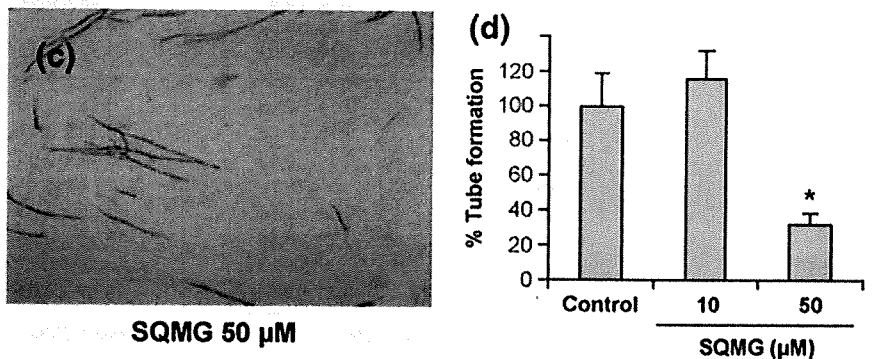 (c)
SQMG 50 µM
(d)
% Tube formation
120
100
80
60
40
20
0
*
Control
10
50
SQMG (µM)